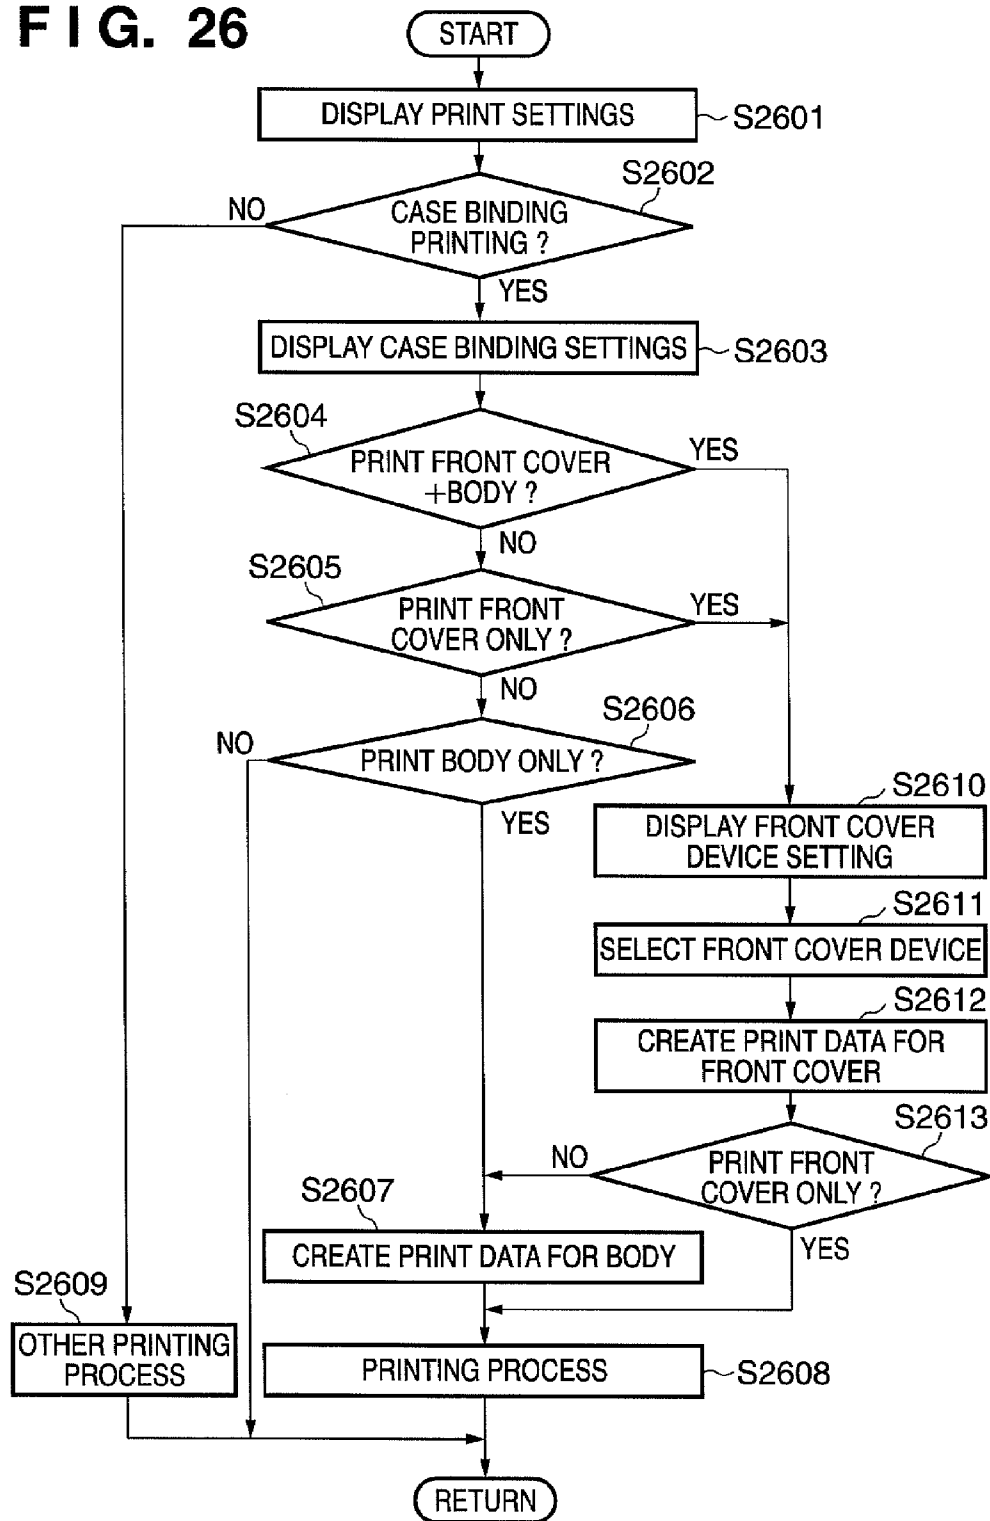 FIG. 26
START
DISPLAY PRINT SETTINGS
S2601
S2602
NO
CASE BINDING
PRINTING ?
YES
DISPLAY CASE BINDING SETTINGS
S2603
S2604
PRINT FRONT COVER
+BODY ?
YES
NO
S2605
PRINT FRONT
COVER ONLY ?
YES
NO
S2606
NO
PRINT BODY ONLY ?
YES
S2610
DISPLAY FRONT COVER
DEVICE SETTING
S2611
SELECT FRONT COVER DEVICE
S2612
CREATE PRINT DATA FOR
FRONT COVER
S2613
NO
PRINT FRONT
COVER ONLY ?
YES
S2607
CREATE PRINT DATA FOR BODY
S2609
OTHER PRINTING
PROCESS
PRINTING PROCESS
S2608
RETURN